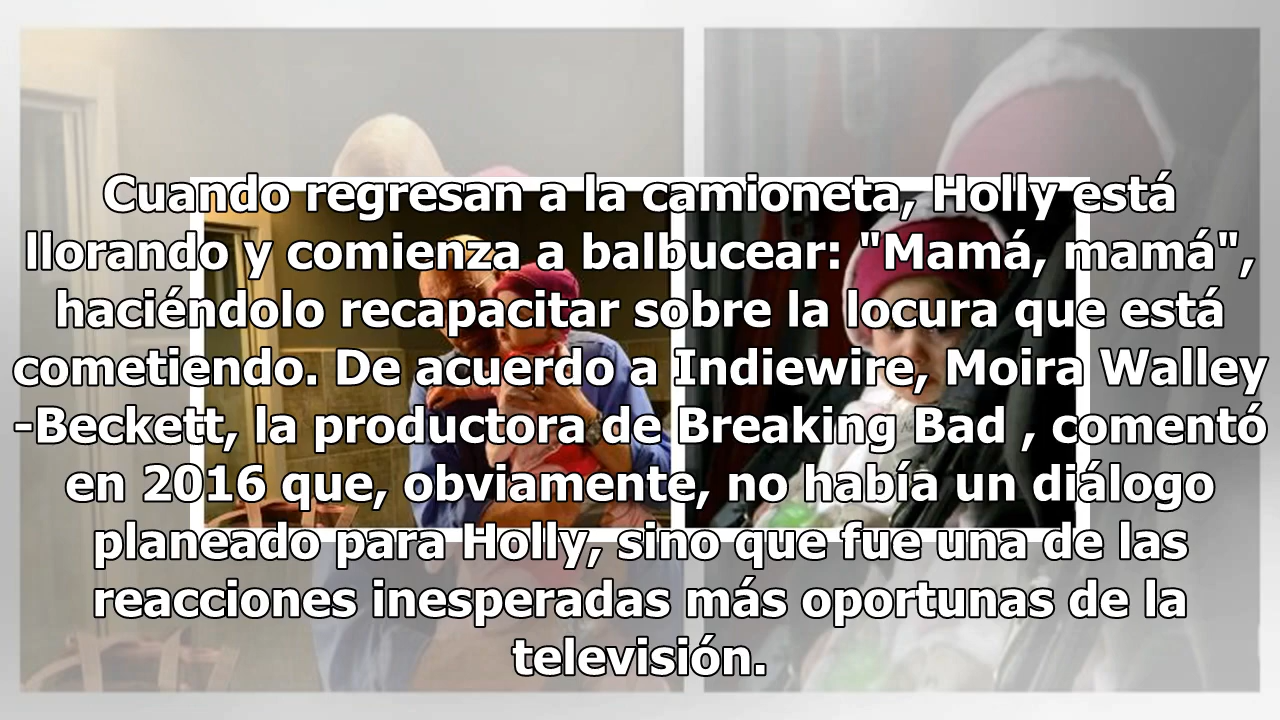 Cuando regresan a la camioneta, Holly está
llorando y comienza a balbucear: "Mamá, mamá",
haciéndolo recapacitar sobre la locura que está
cometiendo. De acuerdo a Indiewire, Moira Walley
-Beckett, la productora de Breaking Bad , comentó
en 2016 que, obviamente, no había un diálogo
planeado para Holly, sino que fue una de las
reacciones inesperadas más oportunas de la
televisión.